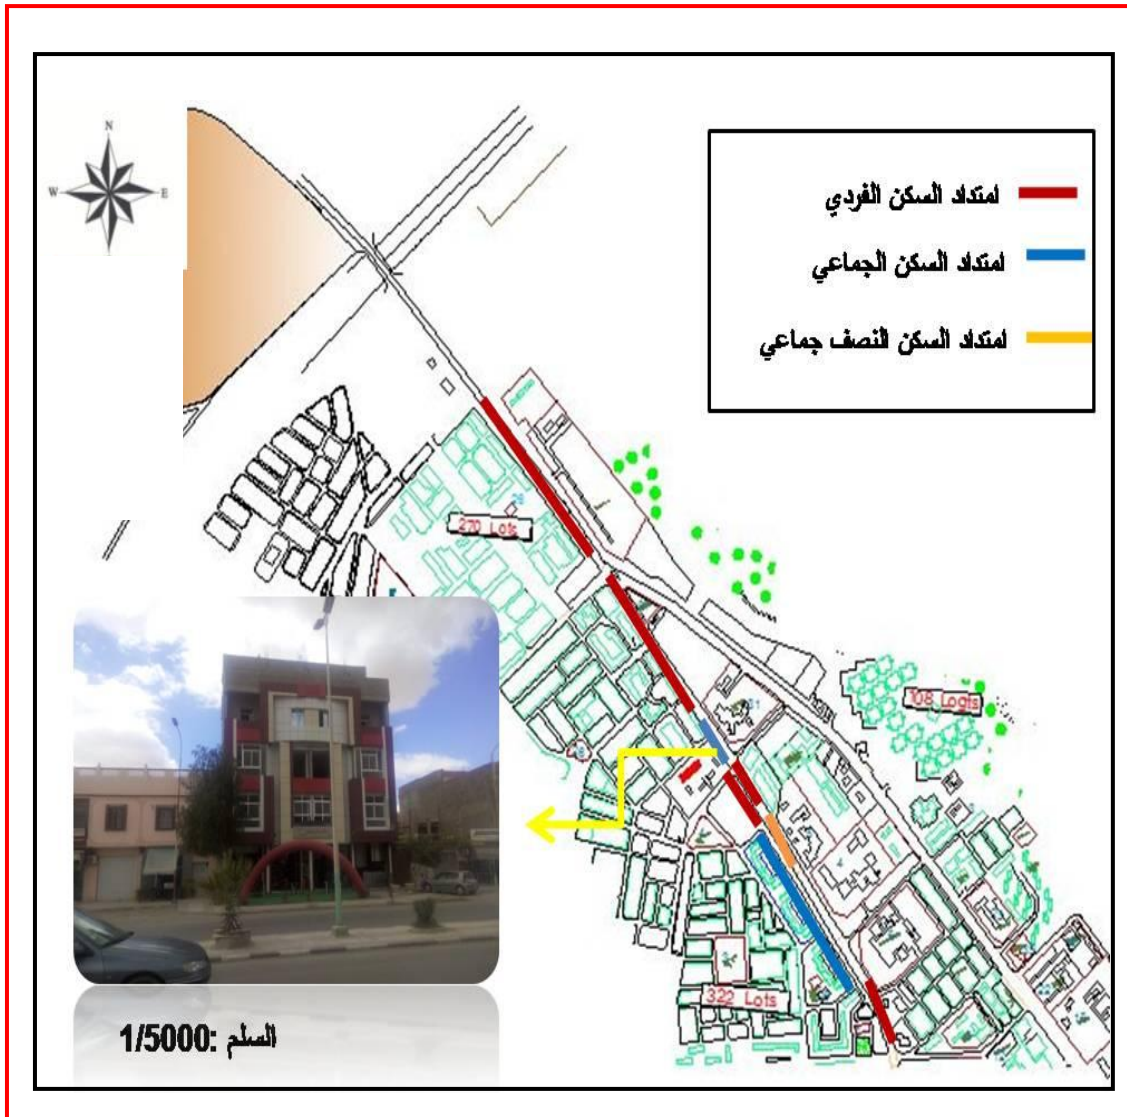 N
W
E
امتداد السكن الفردي
امتداد السكن الجماعي
امتداد السكن النصف جماعي
270 Lots
108 Logts
322 Lots
السلم :1/5000